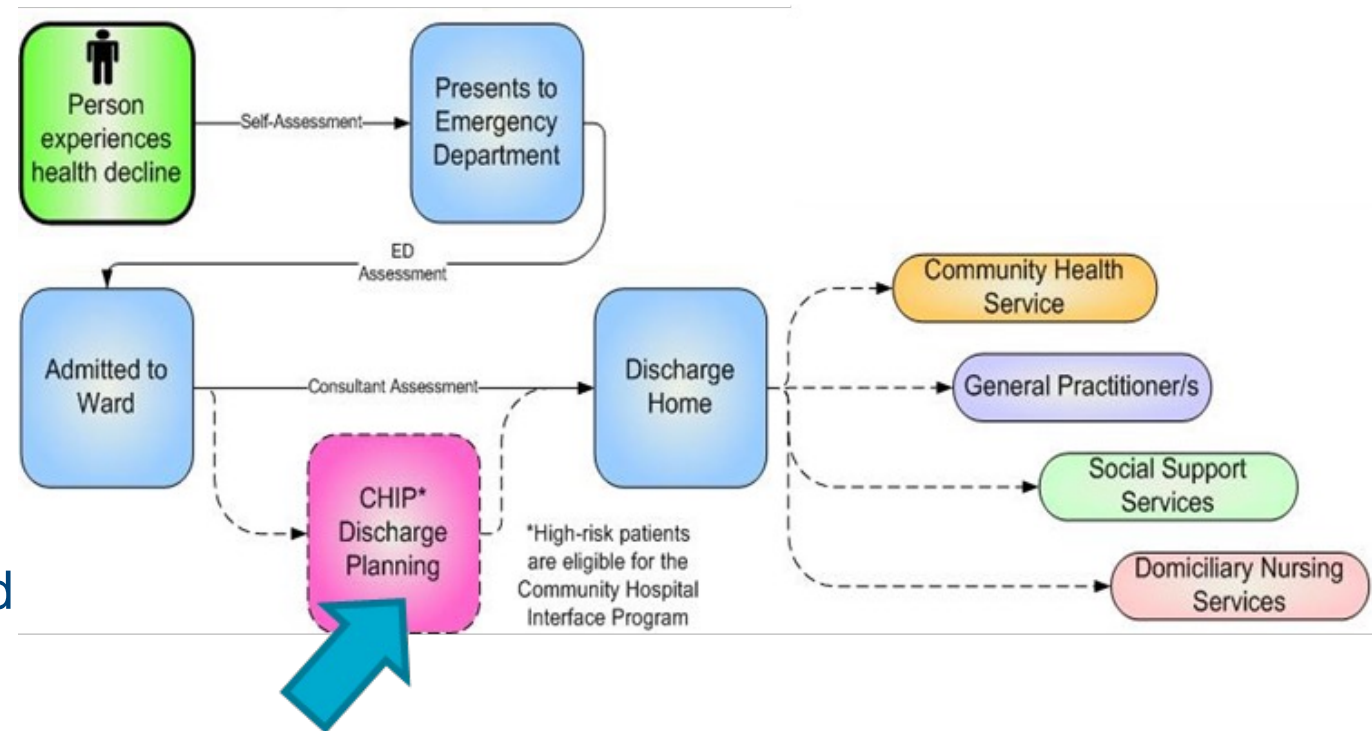 Person
experiences
health decline
Self-Assessment
Presents to
Emergency
Department
ED
Assessment
Admitted to
Ward
Consultant Assessment
CHIP*
Discharge
Planning
*High-risk patients
are eligible for the
Community Hospital
Interface Program
Discharge
Home
Community Health
Service
General Practitioner/s
Social Support
Services
Domiciliary Nursing
Services
d